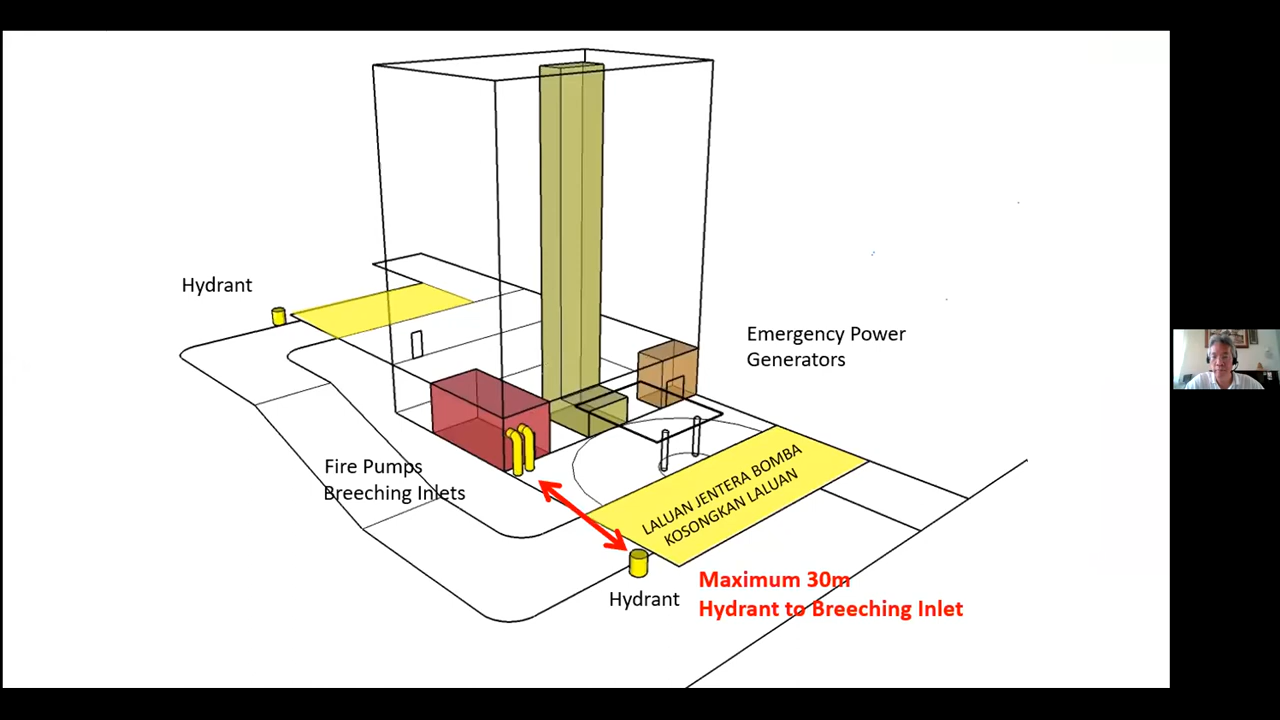 Hydrant
Emergency Power
Generators
Fire Pumps
Breeching Inlets
LALUAN JENTERA BOMBA
KOSONGKAN LALUAN
Hydrant
Maximum 30m
Hydrant to Breeching Inlet